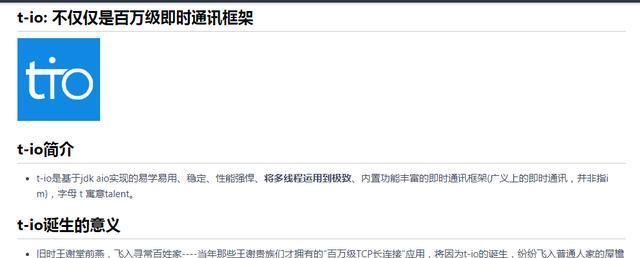 t-io: 不仅仅是百万级即时通讯框架
tio
t-io简介
t-io是基于jdk aio实现的易学易用、稳定、性能强悍、将多线程运用到极致、内置功能丰富的即时通讯框架(广义上的即时通讯，并非指i
m)，字母 t 寓意talent。
t-io诞生的意义
旧时王谢堂前燕，飞入寻常百姓家----当年那些王谢贵族们才拥有的"百万级TCP长连接"应用，将因为t-io的诞生，纷纷飞入普通人家的屋檐